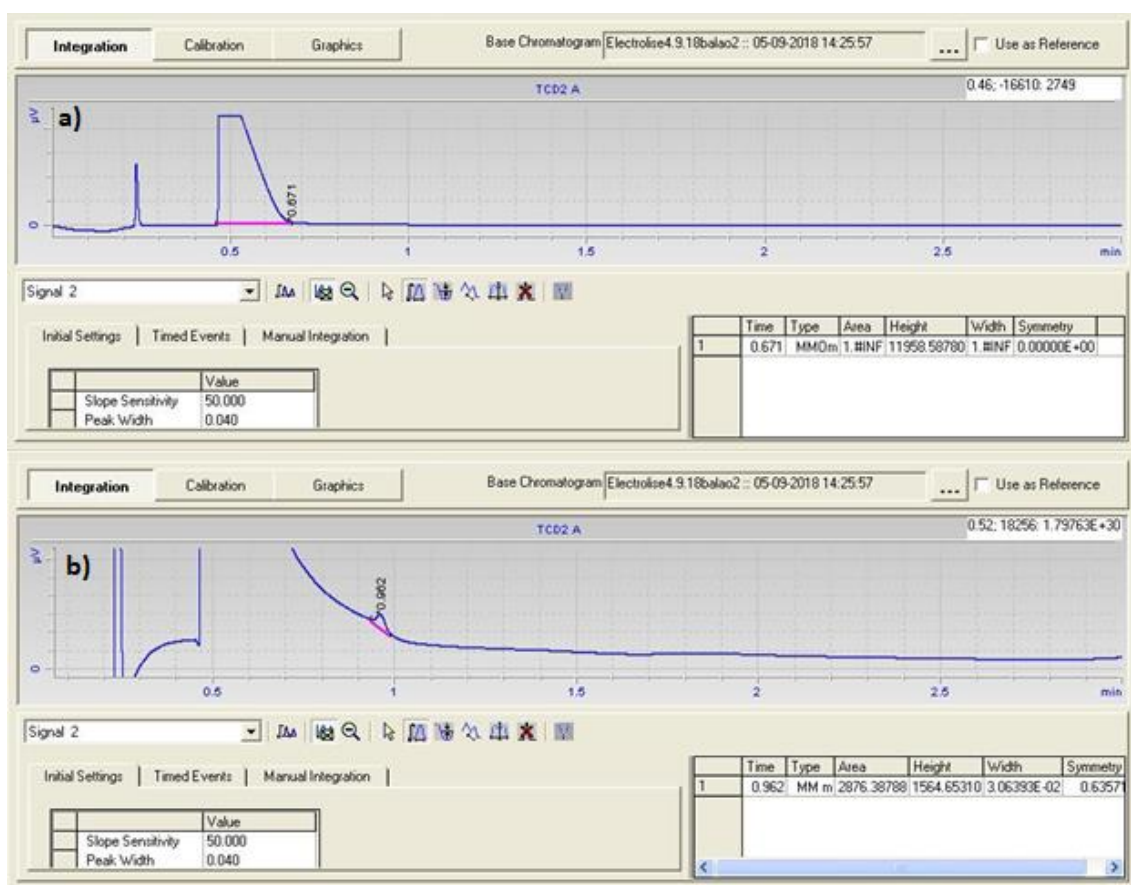 Integration Calibration Graphics Base Chromatogram Electrolise4.9.18balao2 :: 05-09-2018 14:25:57 ... Use as Reference
TCD2 A 0.46; -16610: 2749
µV a)
0.671
0
0.5 1 1.5 2 2.5 min
Signal 2
Initial Settings Timed Events Manual Integration
Time Type Area Height Width Symmetry
1 0.671 MMOm 1.#INF 11958.58780 1.#INF 0.00000E+00
Value
Slope Sensitivity 50.000
Peak Width 0.040
Integration Calibration Graphics Base Chromatogram Electrolise4.9.18balao2 :: 05-09-2018 14:25:57 ... Use as Reference
TCD2 A 0.52; 18256: 1.79763E+30
µV b)
0.962
0
0.5 1 1.5 2 2.5 min
Signal 2
Initial Settings Timed Events Manual Integration
Time Type Area Height Width Symmetry
1 0.962 MM m 2876.38788 1564.65310 3.06393E-02 0.63571
Value
Slope Sensitivity 50.000
Peak Width 0.040